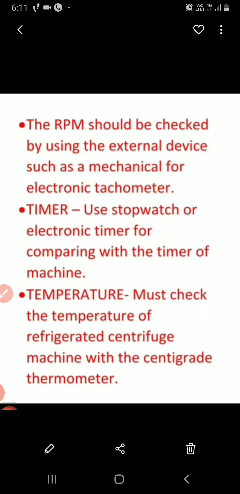 6:11
•The RPM should be checked
by using the external device
such as a mechanical for
electronic tachometer.
•TIMER – Use stopwatch or
electronic timer for
comparing with the timer of
machine.
•TEMPERATURE- Must check
the temperature of
refrigerated centrifuge
machine with the centigrade
thermometer.